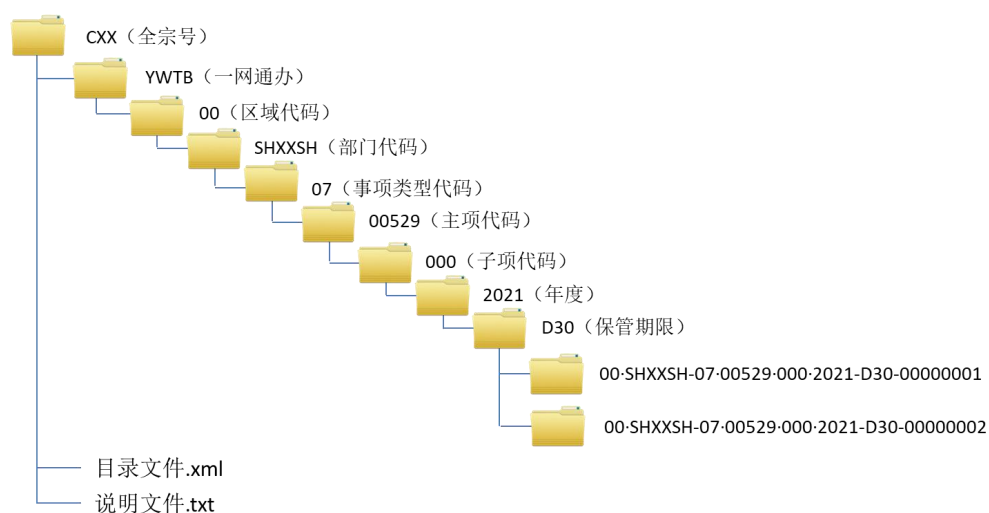 CXX（全宗号）
YWTB（一网通办）
00（区域代码）
SHXXSH（部门代码）
07（事项类型代码）
00529（主项代码）
000（子项代码）
2021（年度）
D30（保管期限）
00·SHXXSH-07·00529·000·2021-D30-00000001
00·SHXXSH-07·00529·000·2021-D30-00000002
目录文件.xml
说明文件.txt